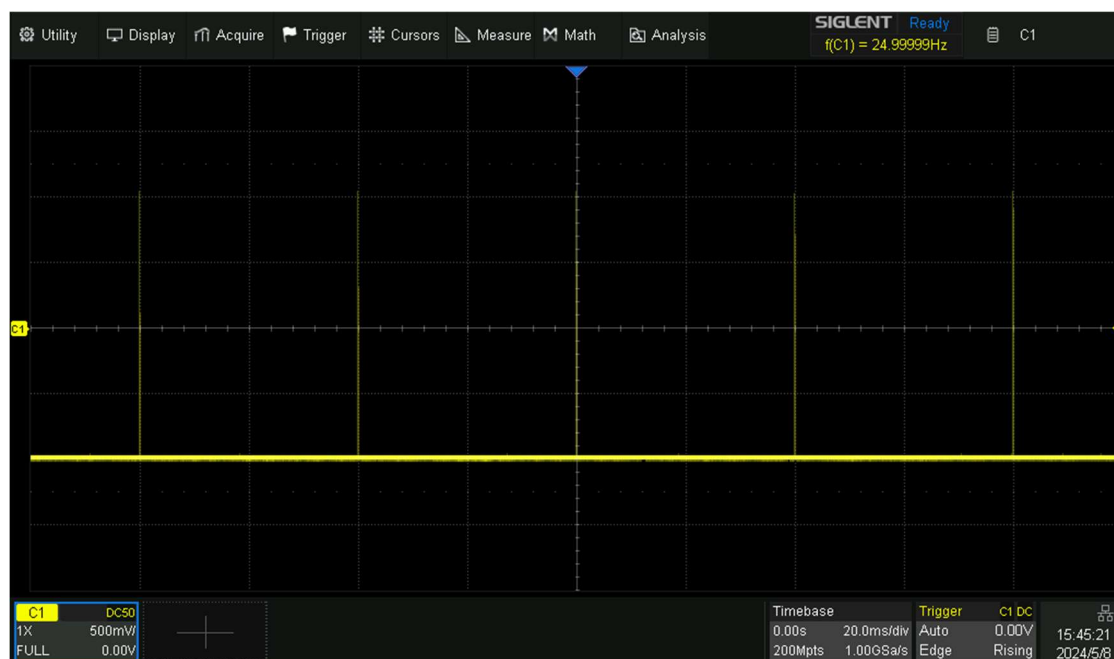 Utility Display Acquire Trigger Cursors Measure Math Analysis SIGLENT Ready C1
f(C1) = 24.99999Hz
C1
C1 DC50
1X 500mV/
FULL 0.00V
Timebase
0.00s 20.0ms/div
200Mpts 1.00GSa/s
Trigger C1 DC
Auto 0.00V
Edge Rising
15:45:21
2024/5/8